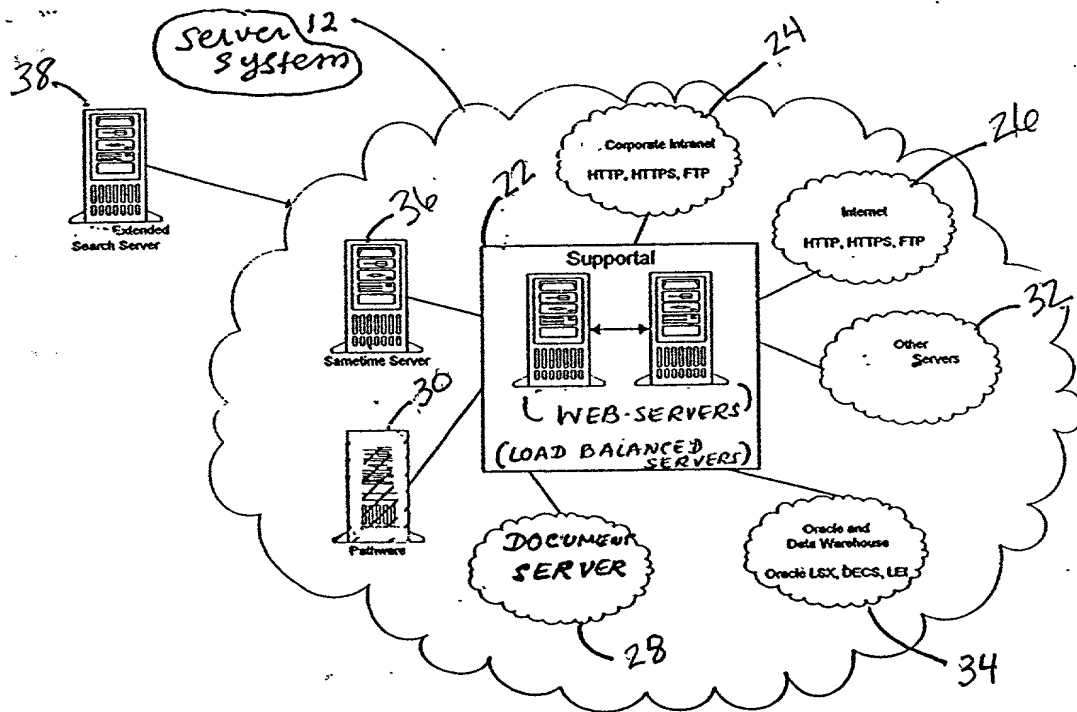 Server 12
system
24
38
26
Corporate Intranet
HTTP, HTTPS, FTP
22
36
Internet
HTTP, HTTPS, FTP
Extended
Search Server
Supportal
32
Other
Servers
Sametime Server
30
(WEB-SERVERS)
(LOAD BALANCED
SERVERS)
Pathware
DOCUMENT
SERVER
Oracle and
Data Warehouse
Oracle LSX, DECS, LEI
28
34